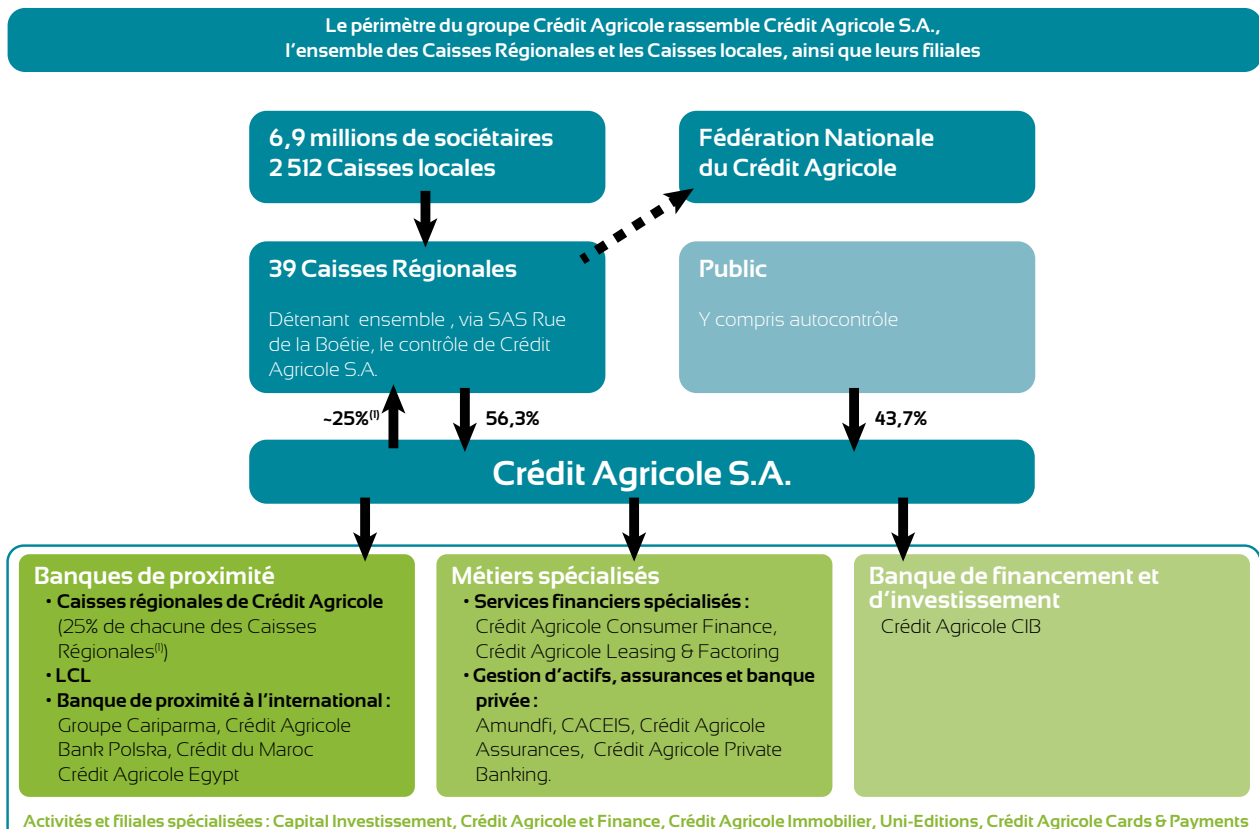 Le périmètre du groupe Crédit Agricole rassemble Crédit Agricole S.A.,
l'ensemble des Caisses Régionales et les Caisses locales, ainsi que leurs filiales
6,9 millions de sociétaires
2 512 Caisses locales
Fédération Nationale
du Crédit Agricole
39 Caisses Régionales
Détenant ensemble , via SAS Rue
de la Boétie, le contrôle de Crédit
Agricole S.A.
Public
Y compris autocontrôle
~25%(1)
56,3%
43,7%
Crédit Agricole S.A.
Banques de proximité
• Caisses régionales de Crédit Agricole
(25% de chacune des Caisses
Régionales(1))
• LCL
• Banque de proximité à l'international :
Groupe Cariparma, Crédit Agricole
Bank Polska, Crédit du Maroc
Crédit Agricole Egypt
Métiers spécialisés
• Services financiers spécialisés :
Crédit Agricole Consumer Finance,
Crédit Agricole Leasing & Factoring
• Gestion d'actifs, assurances et banque
privée :
Amundfi, CACEIS, Crédit Agricole
Assurances, Crédit Agricole Private
Banking.
Banque de financement et
d'investissement
Crédit Agricole CIB
Activités et filiales spécialisées : Capital Investissement, Crédit Agricole et Finance, Crédit Agricole Immobilier, Uni-Editions, Crédit Agricole Cards & Payments